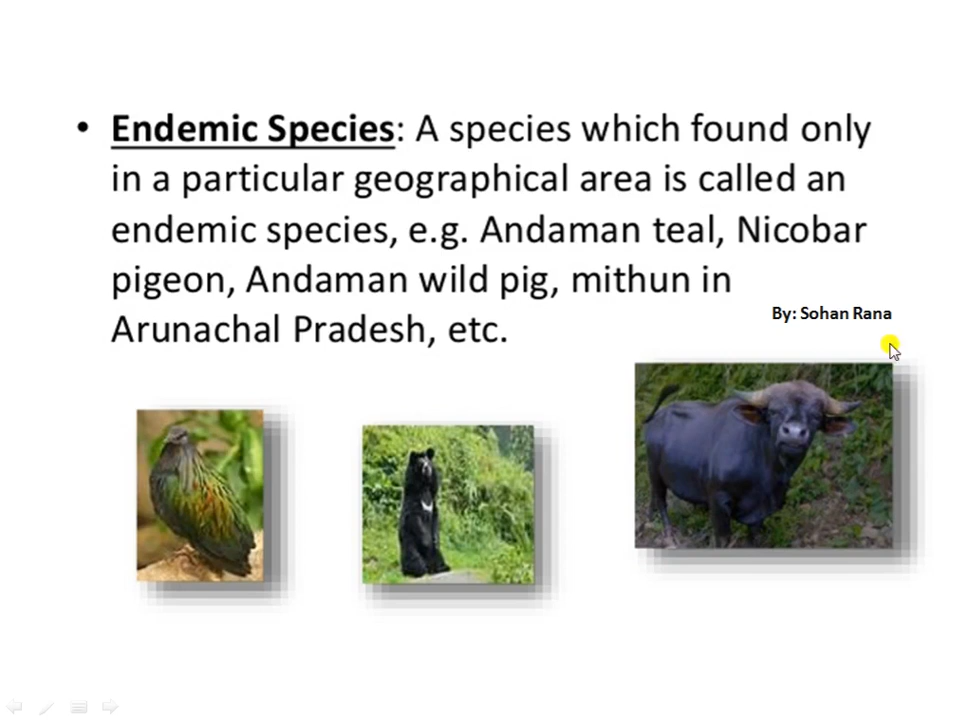 • Endemic Species: A species which found only
in a particular geographical area is called an
endemic species, e.g. Andaman teal, Nicobar
pigeon, Andaman wild pig, mithun in
Arunachal Pradesh, etc.
By: Sohan Rana